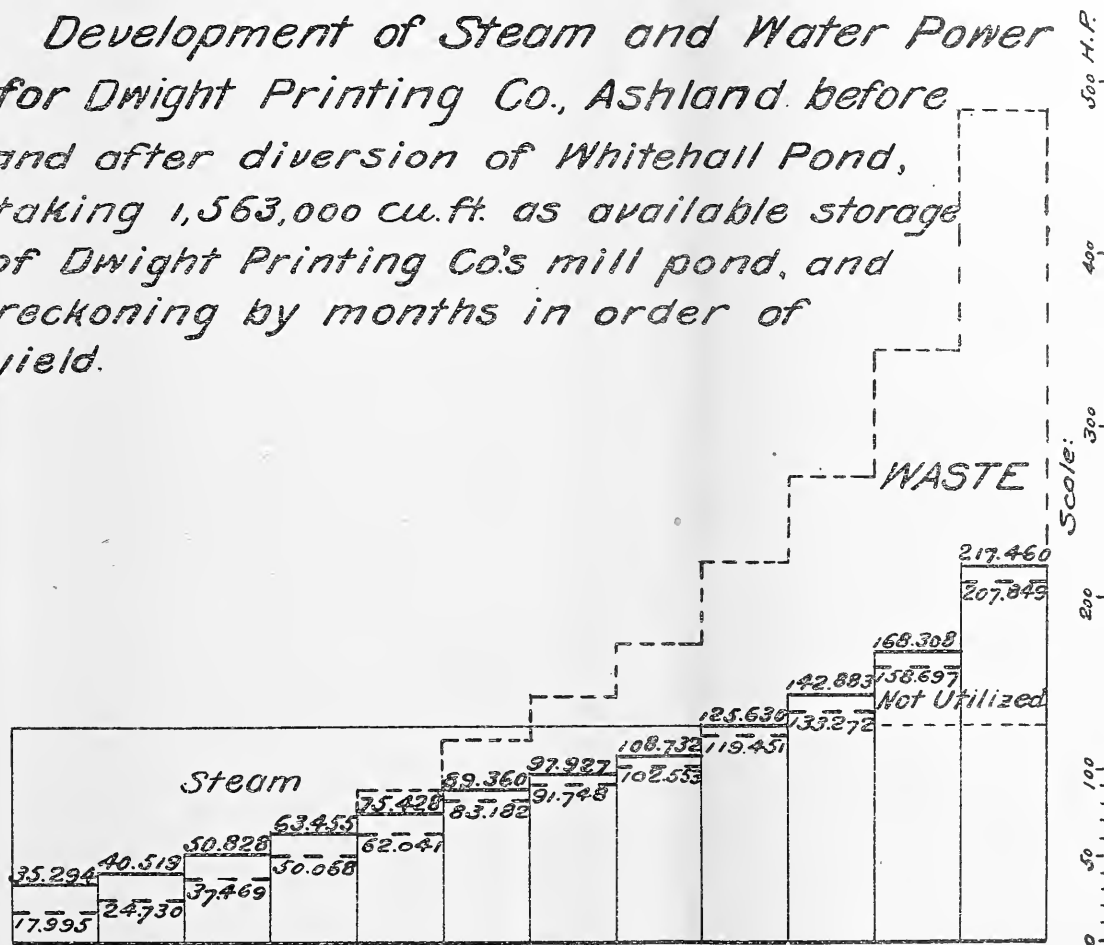 Development of Steam and Water Power
for Dwight Printing Co., Ashland before
and after diversion of Whitehall Pond,
taking 1,563,000 cu.ft. as available storage
of Dwight Printing Co's mill pond, and
reckoning by months in order of
yield.
500 H.P.
400
300
Scale:
WASTE
217.460
207.849
200
168.308
158.697
Not Utilized
142.883
133.272
125.630
119.451
108.732
102.553
97.927
91.748
Steam
89.360
83.182
100
75.428
62.041
63.455
50.068
50.828
37.469
40.519
24.730
35.294
17.995
50
0